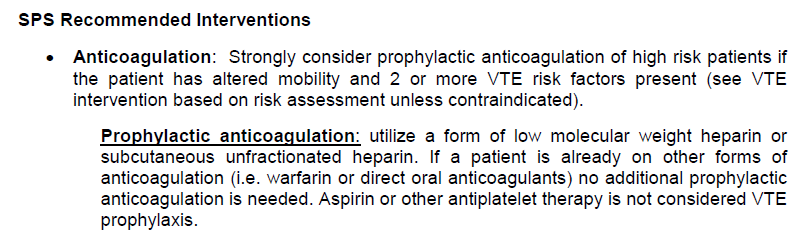 SPS Recommended Interventions
• Anticoagulation: Strongly consider prophylactic anticoagulation of high risk patients if
the patient has altered mobility and 2 or more VTE risk factors present (see VTE
intervention based on risk assessment unless contraindicated).
Prophylactic anticoagulation: utilize a form of low molecular weight heparin or
subcutaneous unfractionated heparin. If a patient is already on other forms of
anticoagulation (i.e. warfarin or direct oral anticoagulants) no additional prophylactic
anticoagulation is needed. Aspirin or other antiplatelet therapy is not considered VTE
prophylaxis.